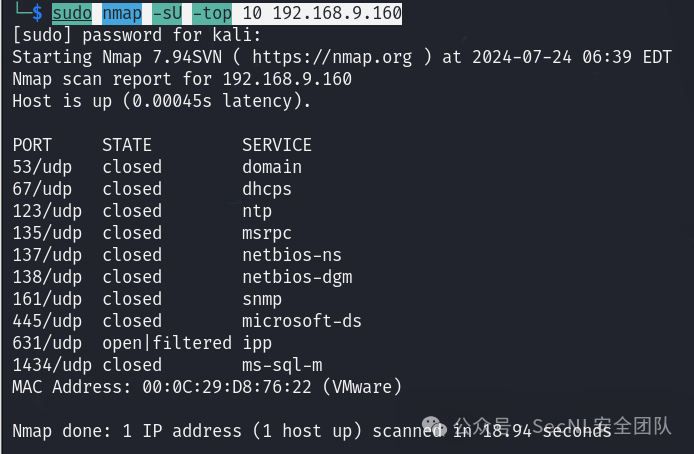 └─$ sudo nmap -sU -top 10 192.168.9.160
[sudo] password for kali:
Starting Nmap 7.94SVN ( https://nmap.org ) at 2024-07-24 06:39 EDT
Nmap scan report for 192.168.9.160
Host is up (0.00045s latency).
PORT STATE SERVICE
53/udp closed domain
67/udp closed dhcps
123/udp closed ntp
135/udp closed msrpc
137/udp closed netbios-ns
138/udp closed netbios-dgm
161/udp closed snmp
445/udp closed microsoft-ds
631/udp open|filtered ipp
1434/udp closed ms-sql-m
MAC Address: 00:0C:29:D8:76:22 (VMware)
公众号 · SecNL安全团队
Nmap done: 1 IP address (1 host up) scanned in 18.94 seconds